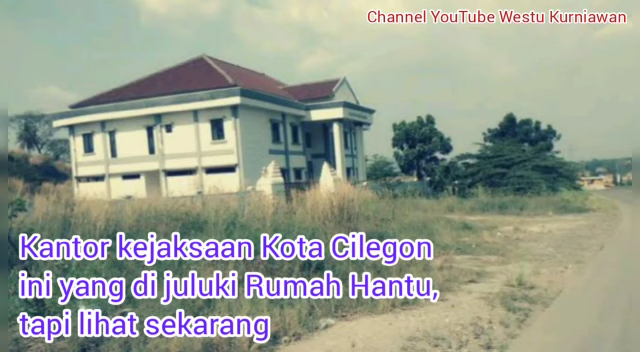 Channel YouTube Westu Kurniawan
Kantor kejaksaan Kota Cilegon
ini yang di juluki Rumah Hantu,
tapi lihat sekarang